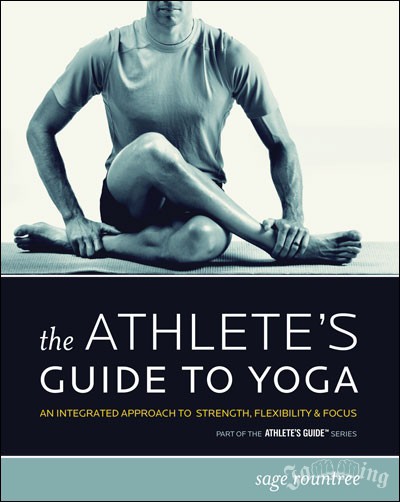 the ATHLETE'S
GUIDE TO YOGA
AN INTEGRATED APPROACH TO STRENGTH, FLEXIBILITY & FOCUS
PART OF THE ATHLETE'S GUIDE™ SERIES
sage rountree